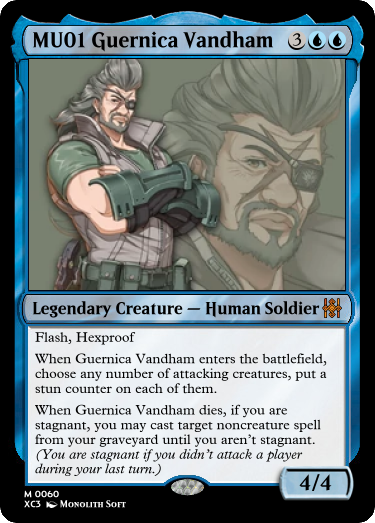 MU01 Guernica Vandham 3
Legendary Creature — Human Soldier
Flash, Hexproof
When Guernica Vandham enters the battlefield,
choose any number of attacking creatures, put a
stun counter on each of them.
When Guernica Vandham dies, if you are
stagnant, you may cast target noncreature spell
from your graveyard until you aren't stagnant.
(You are stagnant if you didn't attack a player
during your last turn.)
4/4
M 0060
XC3 Monolith Soft